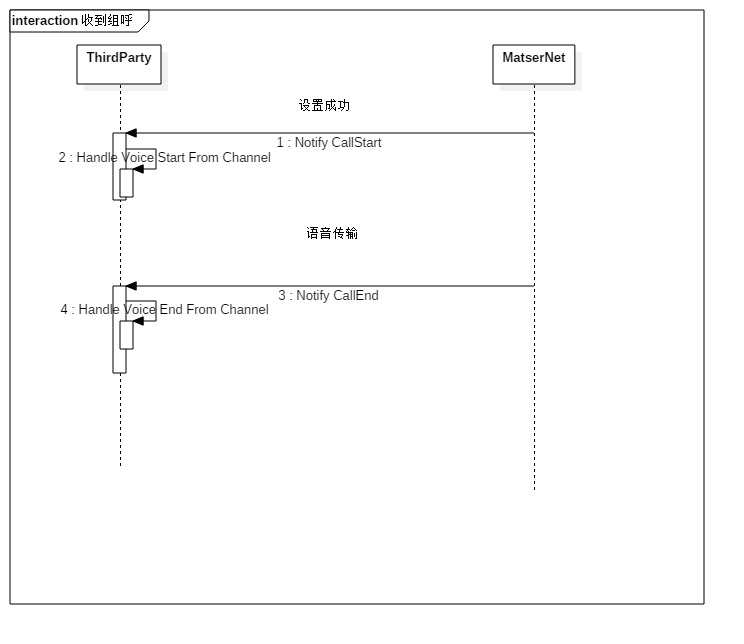 interaction 收到组呼
ThirdParty
MatserNet
设置成功
1 : Notify CallStart
2 : Handle Voice Start From Channel
语音传输
3 : Notify CallEnd
4 : Handle Voice End From Channel